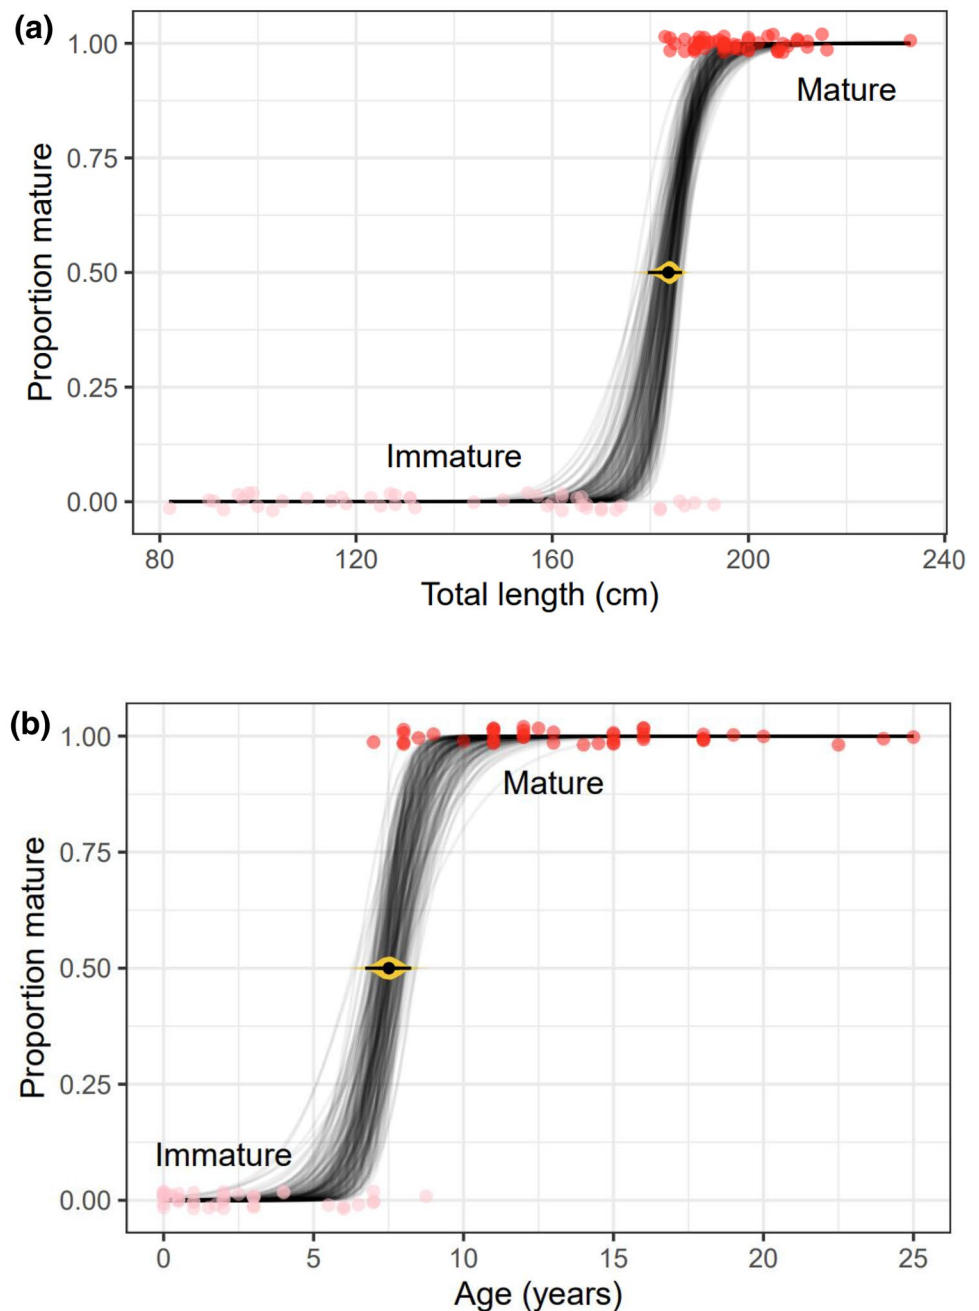 (a)
1.00
Mature
0.75
Proportion mature
0.50
0.25
Immature
0.00
80 120 160 200 240
Total length (cm)
(b)
1.00
Mature
0.75
Proportion mature
0.50
0.25
Immature
0.00
0 5 10 15 20 25
Age (years)